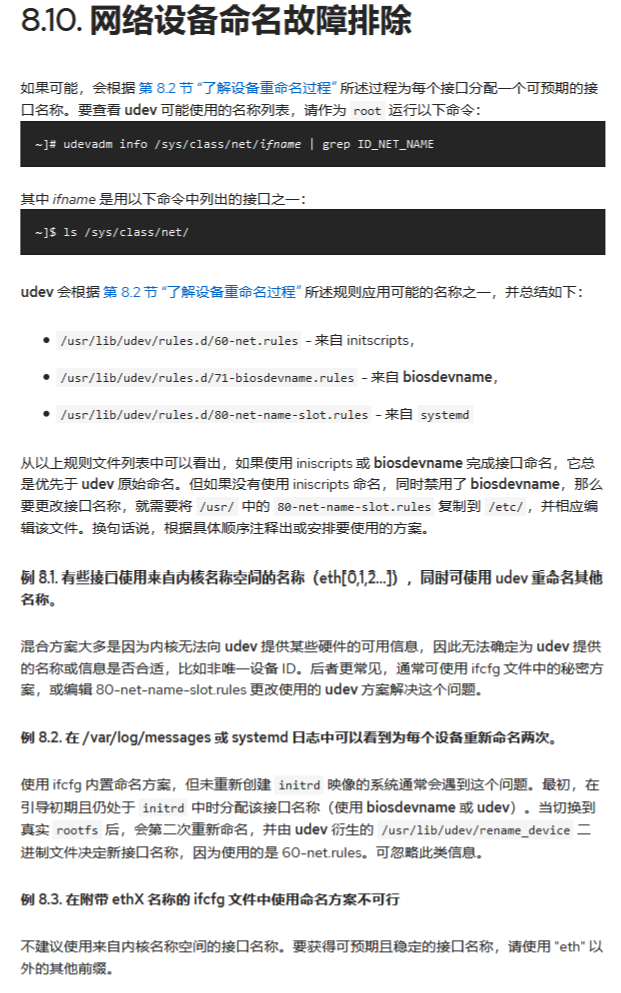 8.10. 网络设备命名故障排除
如果可能，会根据 第 8.2 节 “了解设备重命名过程” 所述过程为每个接口分配一个可预期的接
口名称。要查看 udev 可能使用的名称列表，请作为 root 运行以下命令：
~]# udevadm info /sys/class/net/ifname | grep ID_NET_NAME
其中 ifname 是用以下命令中列出的接口之一：
~]$ ls /sys/class/net/
udev 会根据 第 8.2 节 “了解设备重命名过程” 所述规则应用可能的名称之一，并总结如下：
• /usr/lib/udev/rules.d/60-net.rules - 来自 initscripts，
• /usr/lib/udev/rules.d/71-biosdevname.rules - 来自 biosdevname，
• /usr/lib/udev/rules.d/80-net-name-slot.rules - 来自 systemd
从以上规则文件列表中可以看出，如果使用 iniscripts 或 biosdevname 完成接口命名，它总
是优先于 udev 原始命名。但如果没有使用 iniscripts 命名，同时禁用了 biosdevname，那么
要更改接口名称，就需要将 /usr/ 中的 80-net-name-slot.rules 复制到 /etc/，并相应编
辑该文件。换句话说，根据具体顺序注释出或安排要使用的方案。
例 8.1. 有些接口使用来自内核名称空间的名称（eth[0,1,2...]），同时可使用 udev 重命名其他
名称。
混合方案大多是因为内核无法向 udev 提供某些硬件的可用信息，因此无法确定为 udev 提供
的名称或信息是否合适，比如非唯一设备 ID。后者更常见，通常可使用 ifcfg 文件中的秘密方
案，或编辑 80-net-name-slot.rules 更改使用的 udev 方案解决这个问题。
例 8.2. 在 /var/log/messages 或 systemd 日志中可以看到为每个设备重新命名两次。
使用 ifcfg 内置命名方案，但未重新创建 initrd 映像的系统通常会遇到这个问题。最初，在
引导初期且仍处于 initrd 中时分配该接口名称（使用 biosdevname 或 udev）。当切换到
真实 rootfs 后，会第二次重新命名，并由 udev 衍生的 /usr/lib/udev/rename_device 二
进制文件决定新接口名称，因为使用的是 60-net.rules。可忽略此类信息。
例 8.3. 在附带 ethX 名称的 ifcfg 文件中使用命名方案不可行
不建议使用来自内核名称空间的接口名称。要获得可预期且稳定的接口名称，请使用 "eth" 以
外的其他前缀。